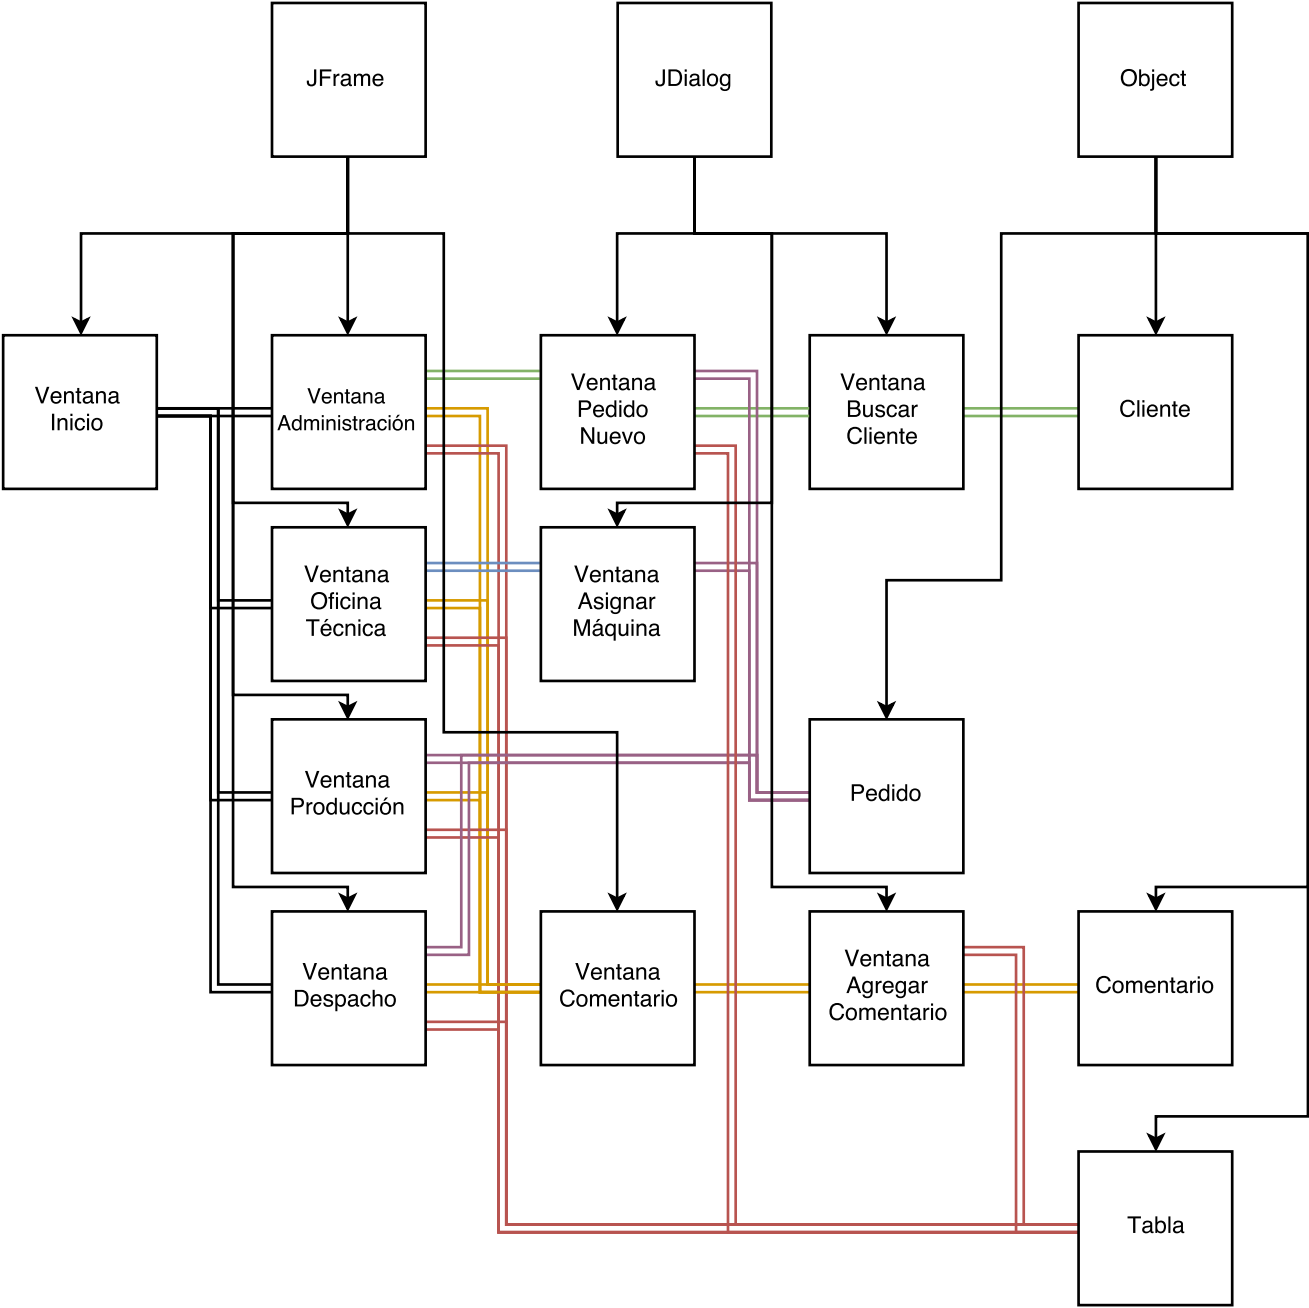 JFrame
JDialog
Object
Ventana
Inicio
Ventana
Administración
Ventana
Pedido
Nuevo
Ventana
Buscar
Cliente
Cliente
Ventana
Oficina
Técnica
Ventana
Asignar
Máquina
Ventana
Producción
Pedido
Ventana
Despacho
Ventana
Comentario
Ventana
Agregar
Comentario
Comentario
Tabla